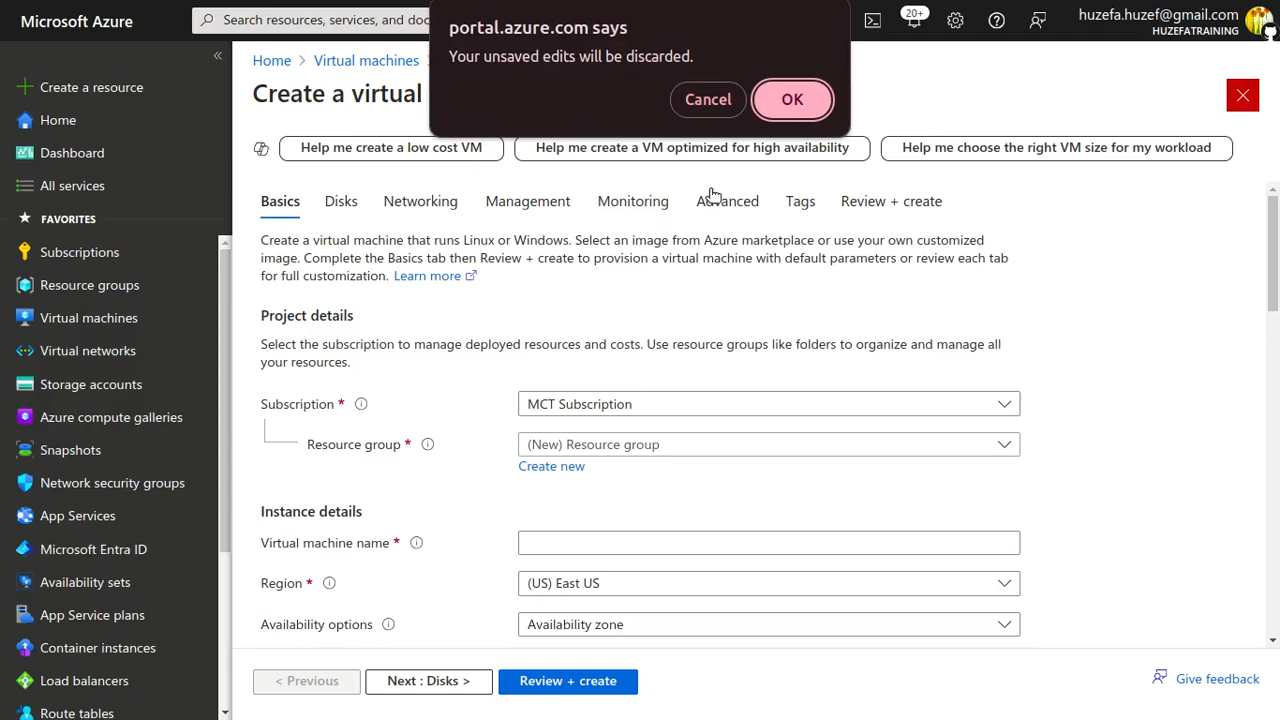 Microsoft Azure
Search resources, services, and doc
20+
huzefa.huzef@gmail.com
HUZEFATRAINING
portal.azure.com says
Your unsaved edits will be discarded.
Cancel
OK
Create a resource
Home
Dashboard
All services
FAVORITES
Subscriptions
Resource groups
Virtual machines
Virtual networks
Storage accounts
Azure compute galleries
Snapshots
Network security groups
App Services
Microsoft Entra ID
Availability sets
App Service plans
Container instances
Load balancers
Route tables
Home
Virtual machines
Create a virtual
Help me create a low cost VM
Help me create a VM optimized for high availability
Help me choose the right VM size for my workload
Basics
Disks
Networking
Management
Monitoring
Advanced
Tags
Review + create
Create a virtual machine that runs Linux or Windows. Select an image from Azure marketplace or use your own customized
image. Complete the Basics tab then Review + create to provision a virtual machine with default parameters or review each tab
for full customization. Learn more
Project details
Select the subscription to manage deployed resources and costs. Use resource groups like folders to organize and manage all
your resources.
Subscription *
MCT Subscription
Resource group *
(New) Resource group
Create new
Instance details
Virtual machine name *
Region *
(US) East US
Availability options
Availability zone
< Previous
Next : Disks >
Review + create
Give feedback